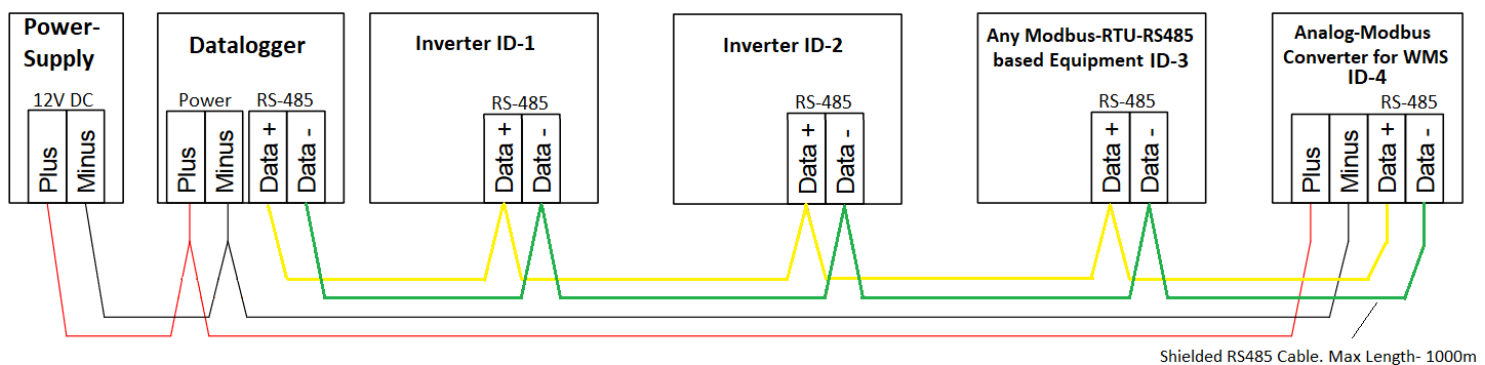 Power-
Supply
12V DC
Plus
Minus
Datalogger
Power
RS-485
Plus
Minus
Data +
Data -
Inverter ID-1
RS-485
Data +
Data -
Inverter ID-2
RS-485
Data +
Data -
Any Modbus-RTU-RS485
based Equipment ID-3
RS-485
Data +
Data -
Analog-Modbus
Converter for WMS
ID-4
RS-485
Plus
Minus
Data +
Data -
Shielded RS485 Cable. Max Length- 1000m